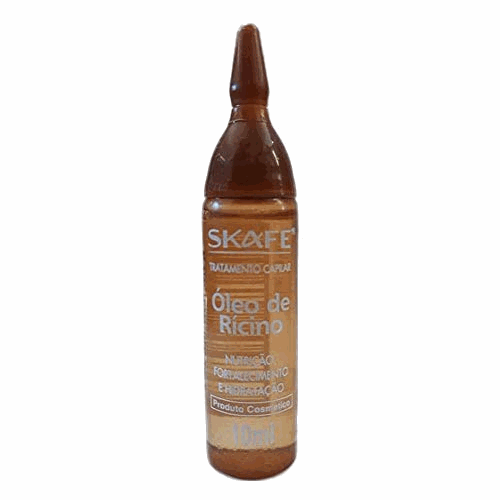 SKAFE®
TRATAMENTO CAPILAR
Óleo de
Rícino
NUTRIÇÃO,
FORTALECIMENTO
E HIDRATAÇÃO
Produto Cosmético
10ml